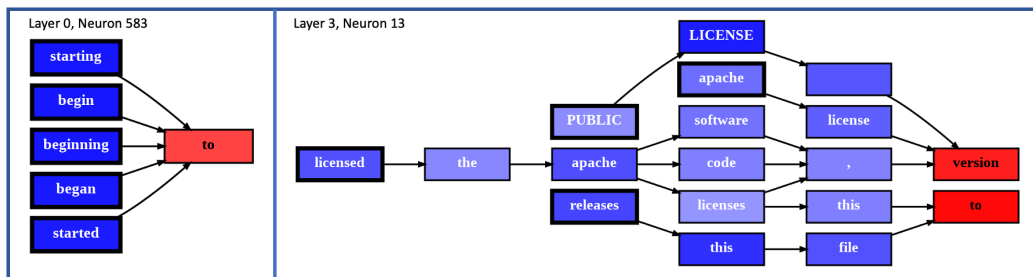 Layer 0, Neuron 583
starting
begin
beginning
began
started
to
Layer 3, Neuron 13
LICENSE
apache
PUBLIC
software
license
licensed
the
apache
code
,
version
releases
licenses
this
to
this
file